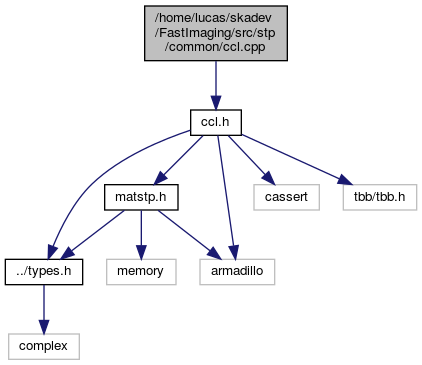 /home/lucas/skadev
/FastImaging/src/stp
/common/ccl.cpp
ccl.h
matstp.h
cassert
tbb/tbb.h
../types.h
memory
armadillo
complex